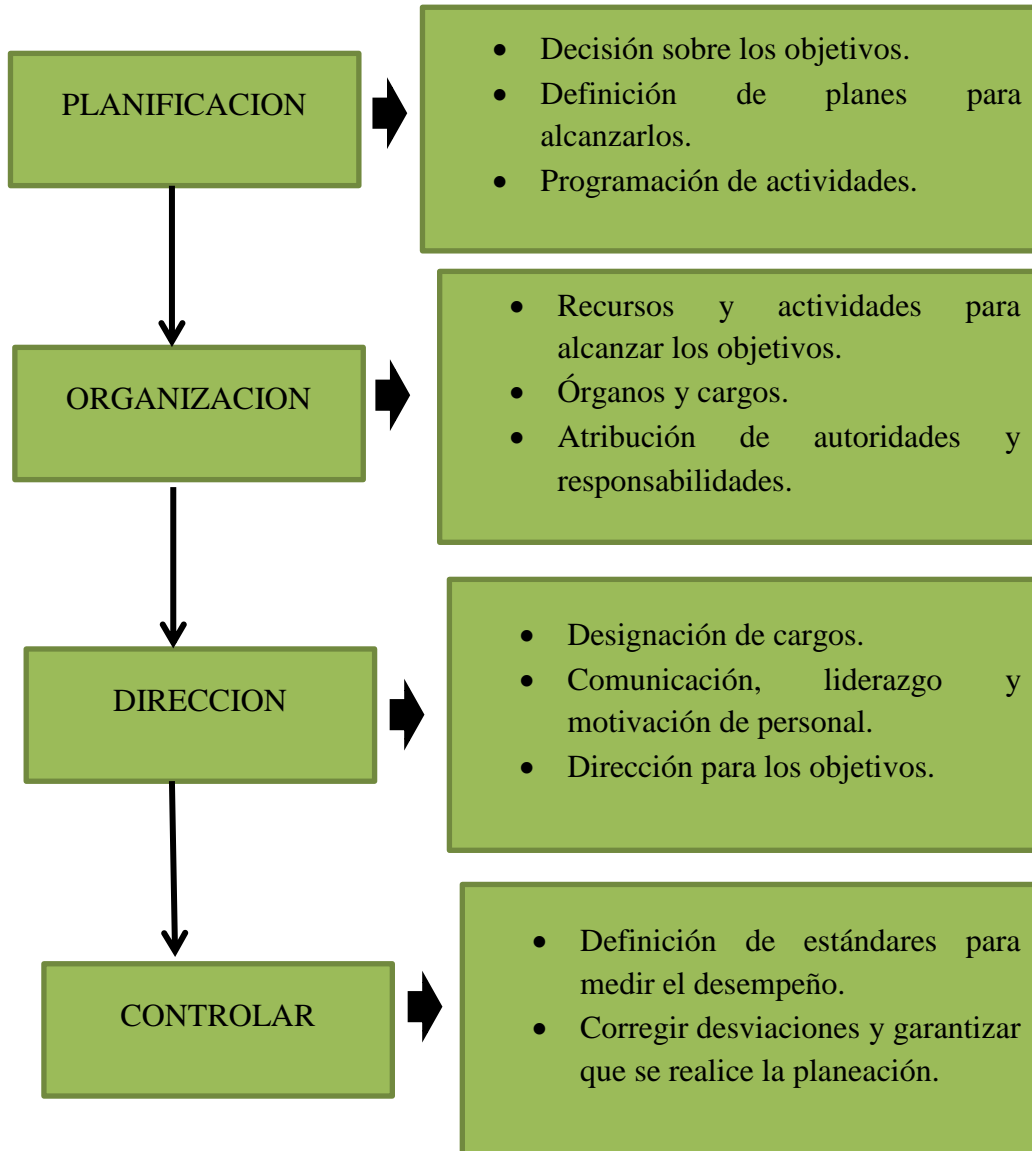 PLANIFICACION
• Decisión sobre los objetivos.
• Definición de planes para
alcanzarlos.
• Programación de actividades.
ORGANIZACION
• Recursos y actividades para
alcanzar los objetivos.
• Órganos y cargos.
• Atribución de autoridades y
responsabilidades.
DIRECCION
• Designación de cargos.
• Comunicación, liderazgo y
motivación de personal.
• Dirección para los objetivos.
CONTROLAR
• Definición de estándares para
medir el desempeño.
• Corregir desviaciones y garantizar
que se realice la planeación.